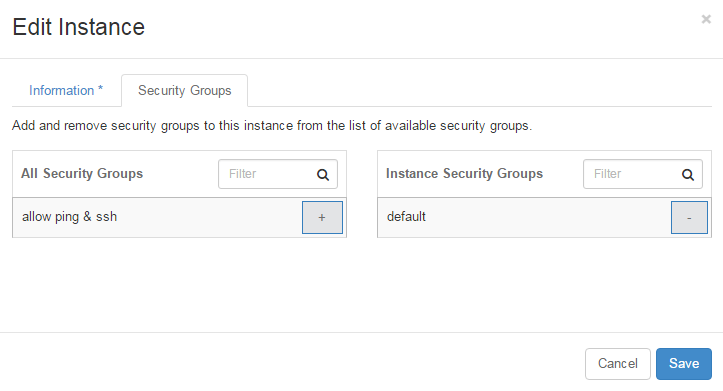 Edit Instance
×
Information * Security Groups
Add and remove security groups to this instance from the list of available security groups.
All Security Groups Filter
Instance Security Groups Filter
allow ping & ssh +
default -
Cancel Save